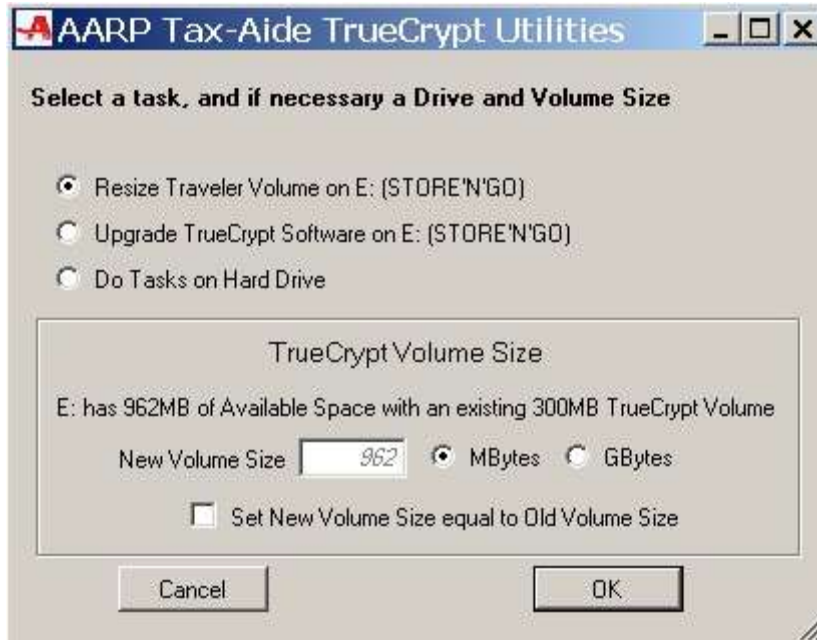 AARP Tax-Aide TrueCrypt Utilities
Select a task, and if necessary a Drive and Volume Size
Resize Traveler Volume on E: (STORE'N'GO)
Upgrade TrueCrypt Software on E: (STORE'N'GO)
Do Tasks on Hard Drive
TrueCrypt Volume Size
E: has 962MB of Available Space with an existing 300MB TrueCrypt Volume
New Volume Size 962 MBytes GBytes
Set New Volume Size equal to Old Volume Size
Cancel OK